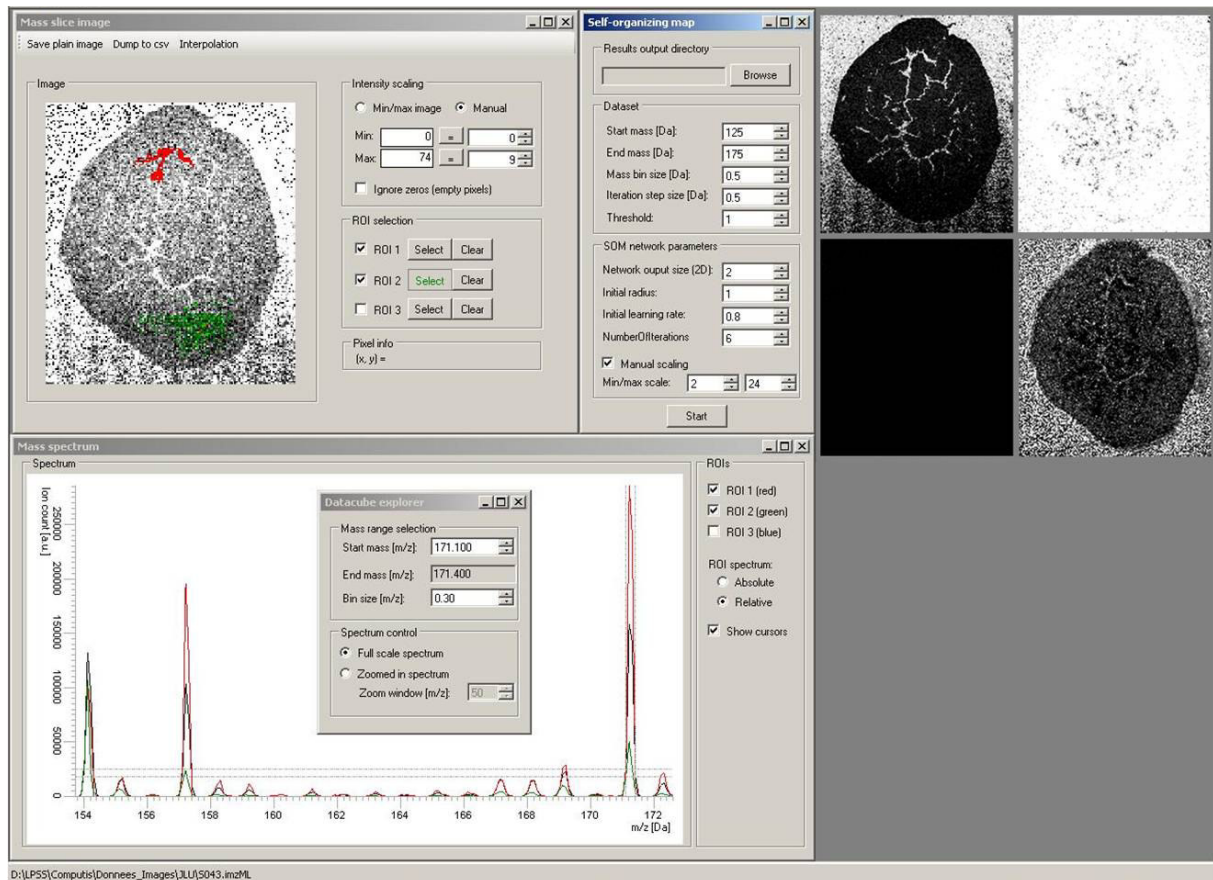 Mass slice image
Save plain image Dump to csv Interpolation
Image
Intensity scaling
Min/max image Manual
Min: 0 = 0
Max: 74 = 9
Ignore zeros (empty pixels)
ROI selection
ROI 1 Select Clear
ROI 2 Select Clear
ROI 3 Select Clear
Pixel info
(x, y) =
Self-organizing map
Results output directory
Browse
Dataset
Start mass [Da]: 125
End mass [Da]: 175
Mass bin size [Da]: 0.5
Iteration step size [Da]: 0.5
Threshold: 1
SOM network parameters
Network ouput size (2D): 2
Initial radius: 1
Initial learning rate: 0.8
NumberOfIterations 6
Manual scaling
Min/max scale: 2 24
Start
Mass spectrum
Spectrum
Ion count [a.u.]
250000
200000
150000
100000
50000
0
154 156 158 160 162 164 166 168 170 172
m/z [Da]
Datacube explorer
Mass range selection
Start mass [m/z]: 171.100
End mass [m/z]: 171.400
Bin size [m/z]: 0.30
Spectrum control
Full scale spectrum
Zoomed in spectrum
Zoom window [m/z]: 50
ROIs
ROI 1 (red)
ROI 2 (green)
ROI 3 (blue)
ROI spectrum:
Absolute
Relative
Show cursors
D:\LPSS\Computis\Donnees_Images\JLU\S043.imzML